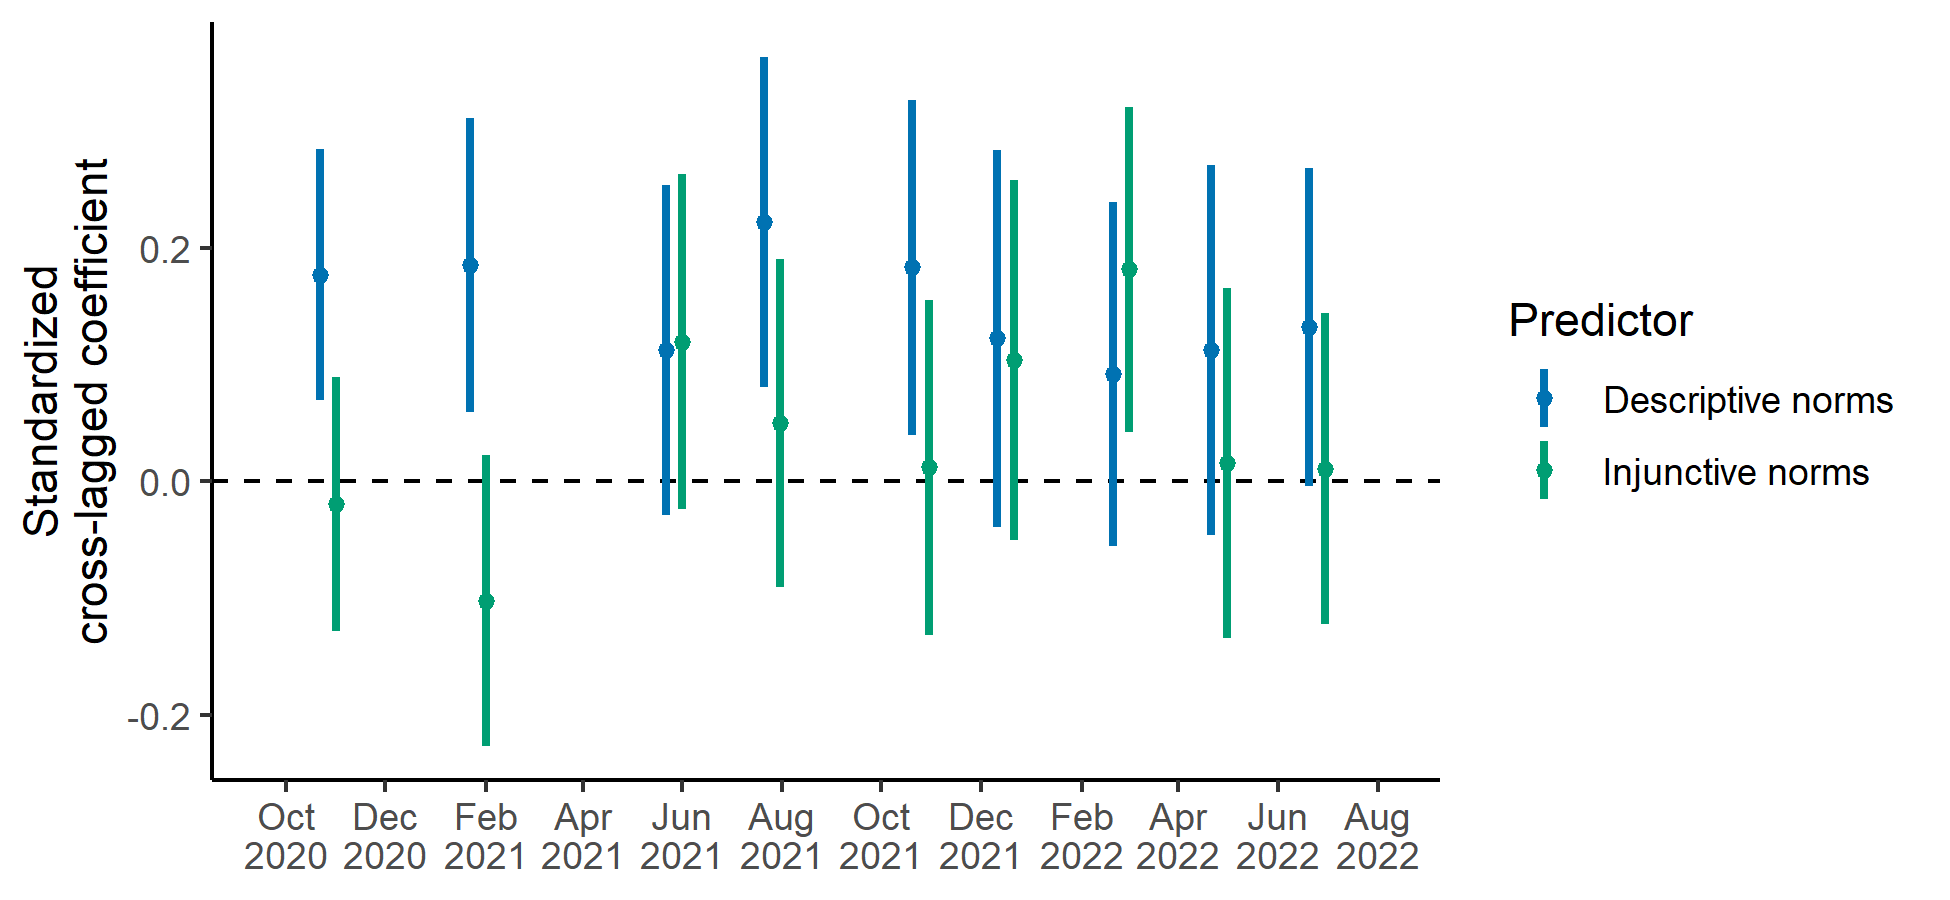 Standardized
cross-lagged coefficient
0.2
0.0
-0.2
Oct 2020
Dec 2020
Feb 2021
Apr 2021
Jun 2021
Aug 2021
Oct 2021
Dec 2021
Feb 2022
Apr 2022
Jun 2022
Aug 2022
Predictor
Descriptive norms
Injunctive norms